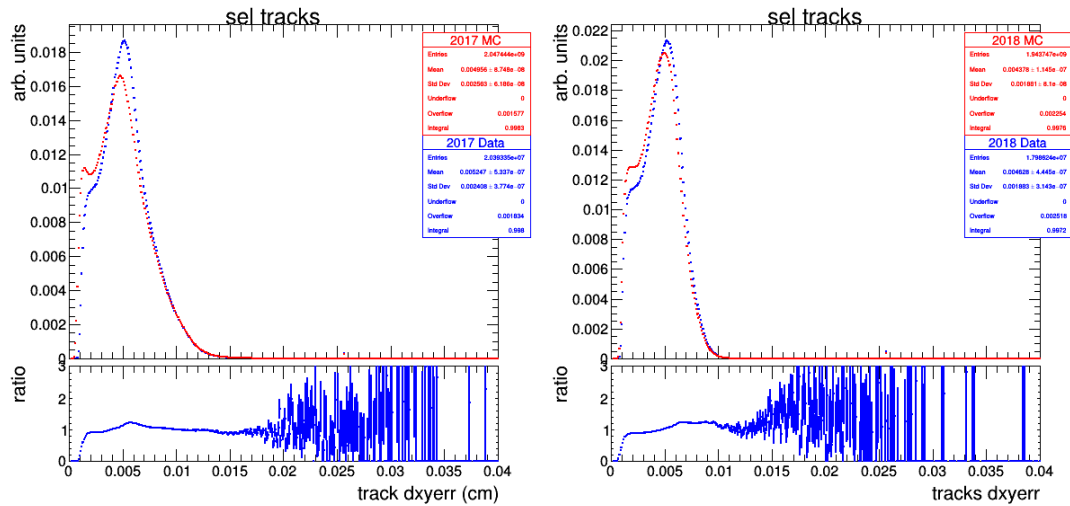 sel tracks
arb. units
0.018
0.016
0.014
0.012
0.01
0.008
0.006
0.004
0.002
0
2017 MC
Entries 2.047444e+09
Mean 0.004956 ± 8.748e-08
Std Dev 0.002563 ± 6.186e-08
Underflow 0
Overflow 0.001577
Integral 0.9983
2017 Data
Entries 2.039335e+07
Mean 0.005247 ± 5.337e-07
Std Dev 0.002408 ± 3.774e-07
Underflow 0
Overflow 0.001834
Integral 0.998
ratio
3
2
1
0
0 0.005 0.01 0.015 0.02 0.025 0.03 0.035 0.04
track dxyerr (cm)
sel tracks
arb. units
0.022
0.02
0.018
0.016
0.014
0.012
0.01
0.008
0.006
0.004
0.002
0
2018 MC
Entries 1.943747e+09
Mean 0.004378 ± 1.145e-07
Std Dev 0.001881 ± 8.1e-08
Underflow 0
Overflow 0.002254
Integral 0.9976
2018 Data
Entries 1.798624e+07
Mean 0.004628 ± 4.445e-07
Std Dev 0.001883 ± 3.143e-07
Underflow 0
Overflow 0.002518
Integral 0.9972
ratio
3
2
1
0
0 0.005 0.01 0.015 0.02 0.025 0.03 0.035 0.04
tracks dxyerr